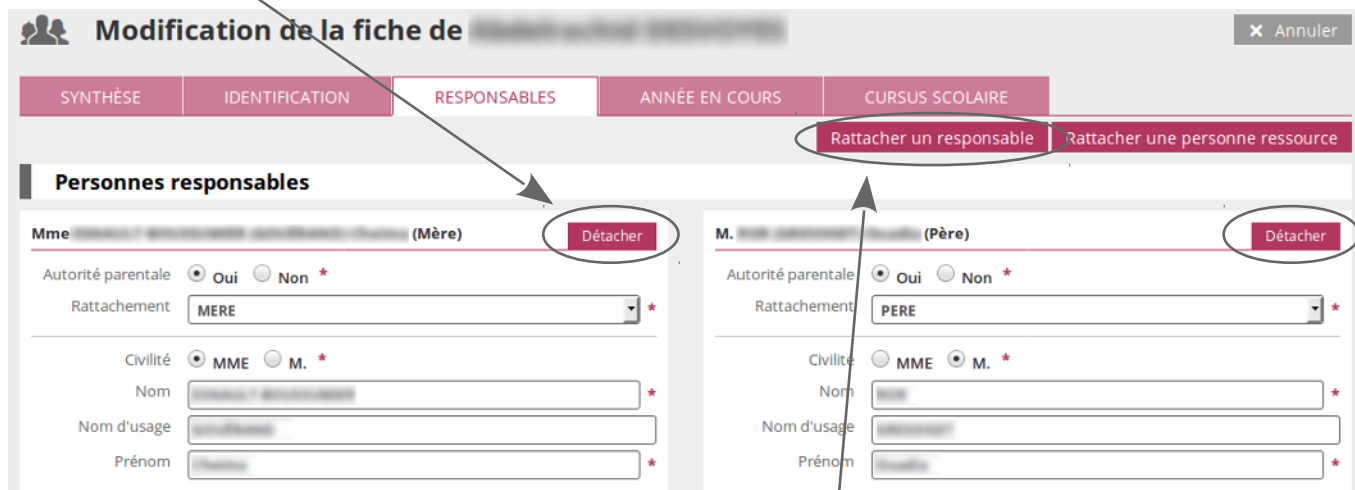 Modification de la fiche de
× Annuler
SYNTHÈSE IDENTIFICATION RESPONSABLES ANNÉE EN COURS CURSUS SCOLAIRE
Rattacher un responsable Rattacher une personne ressource
Personnes responsables
Mme (Mère) Détacher
Autorité parentale Oui Non *
Rattachement MERE *
Civilité MME M. *
Nom *
Nom d'usage
Prénom *
M. (Père) Détacher
Autorité parentale Oui Non *
Rattachement PERE *
Civilité MME M. *
Nom *
Nom d'usage
Prénom *